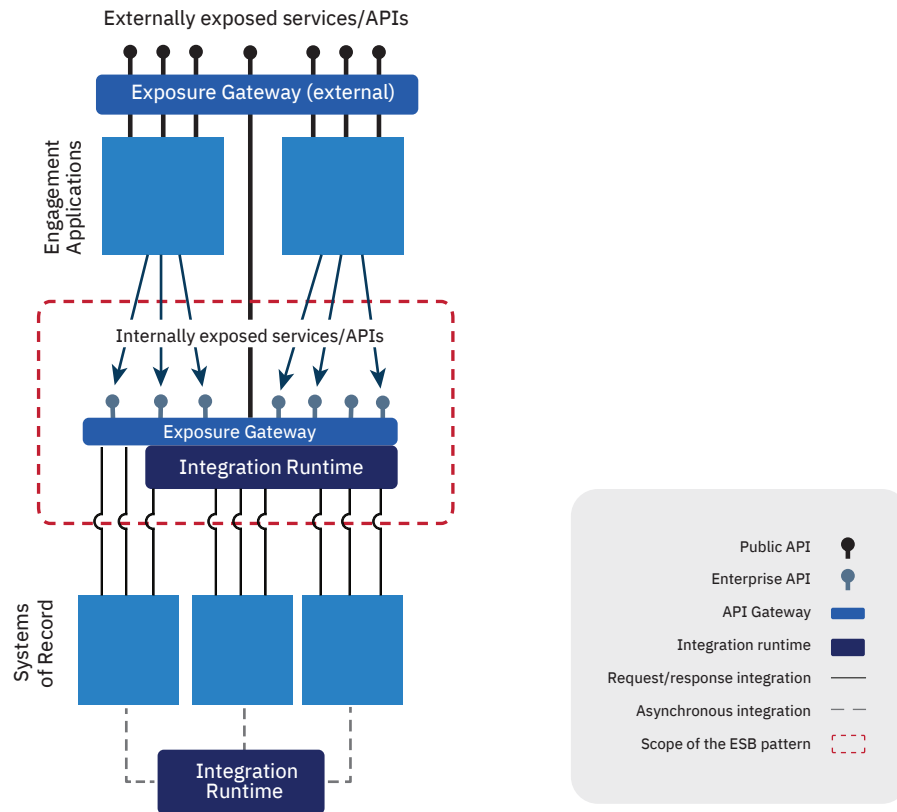 Externally exposed services/APIs
Exposure Gateway (external)
Engagement
Applications
Internally exposed services/APIs
Exposure Gateway
Integration Runtime
Systems
of Record
Integration
Runtime
Public API
Enterprise API
API Gateway
Integration runtime
Request/response integration
Asynchronous integration
Scope of the ESB pattern